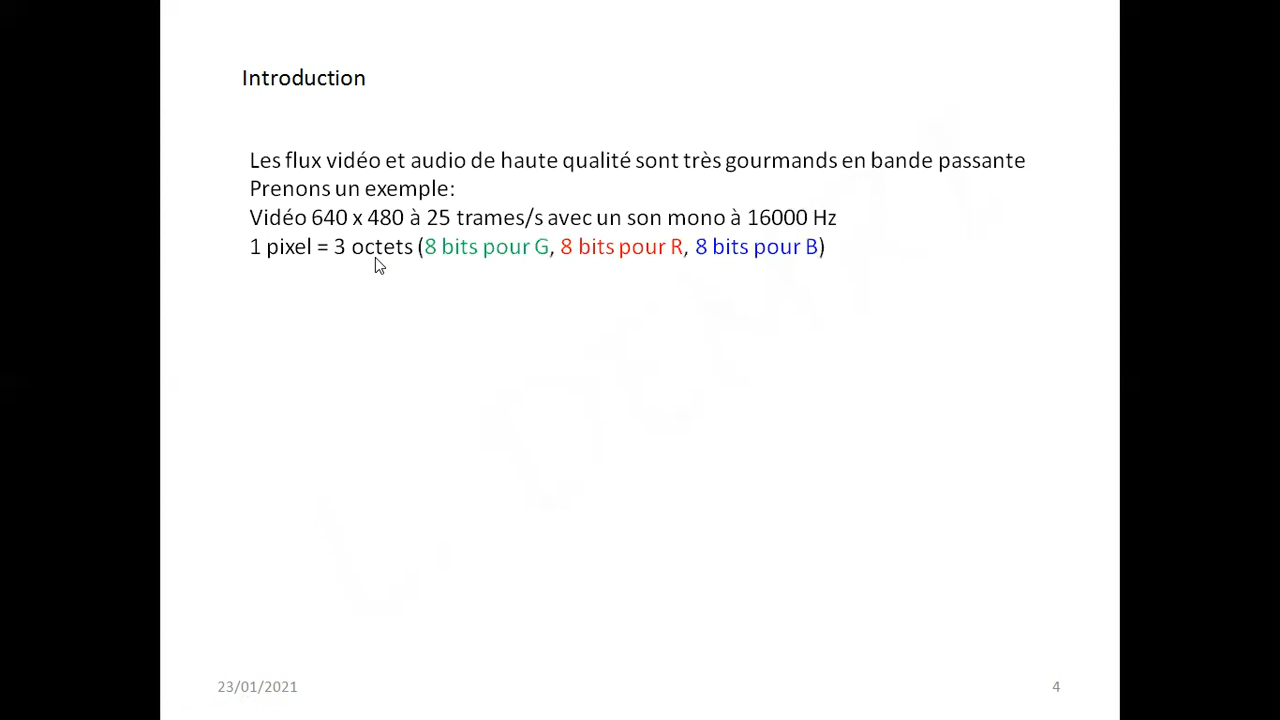 Introduction
Les flux vidéo et audio de haute qualité sont très gourmands en bande passante
Prenons un exemple:
Vidéo 640 x 480 à 25 trames/s avec un son mono à 16000 Hz
1 pixel = 3 octets (8 bits pour G, 8 bits pour R, 8 bits pour B)
23/01/2021
4